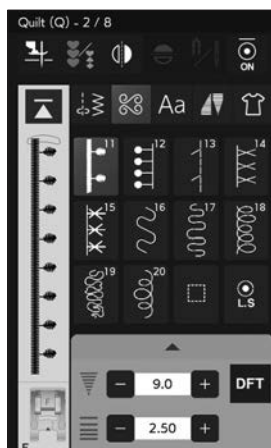 Quilt (Q) - 2 / 8
ON
Aa
11 12 13 14
15 16 17 18
19 20 L.S
9.0 DFT
2.50
F